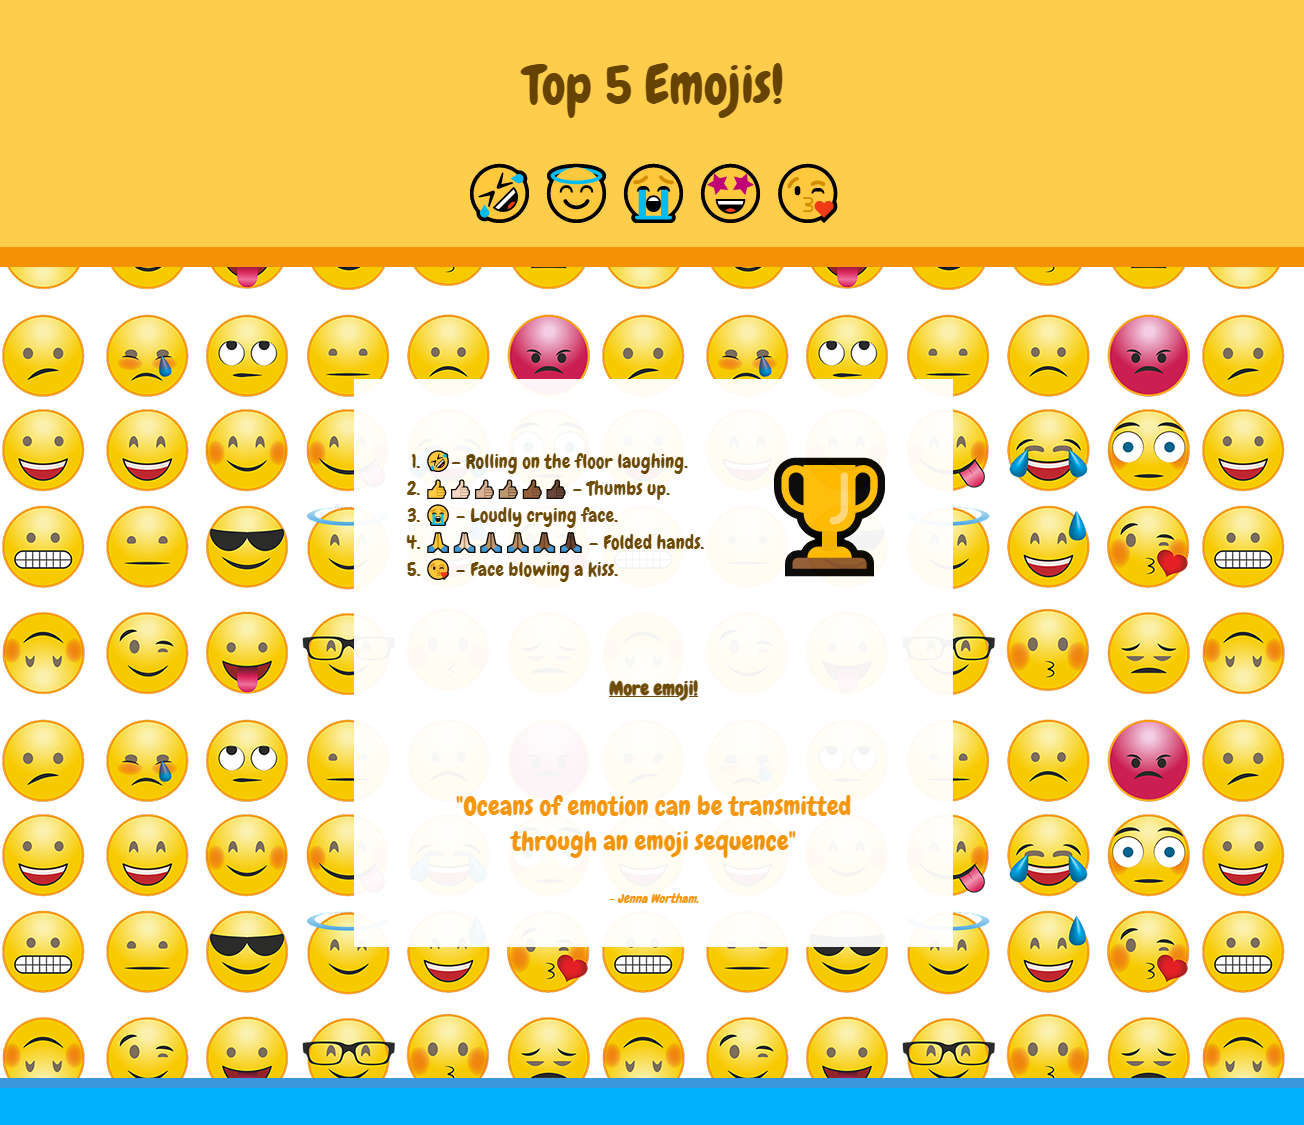 Top 5 Emojis!
🤣😇😭🤩😘
1. 🤣– Rolling on the floor laughing.
2. 👍👍🏻👍🏼👍🏽👍🏾👍🏿 – Thumbs up.
3. 😭 – Loudly crying face.
4. 🙏🙏🏻🙏🏼🙏🏽🙏🏾🙏🏿 – Folded hands.
5. 😘 – Face blowing a kiss.
More emoji!
"Oceans of emotion can be transmitted
through an emoji sequence"
– Jenna Wortham.